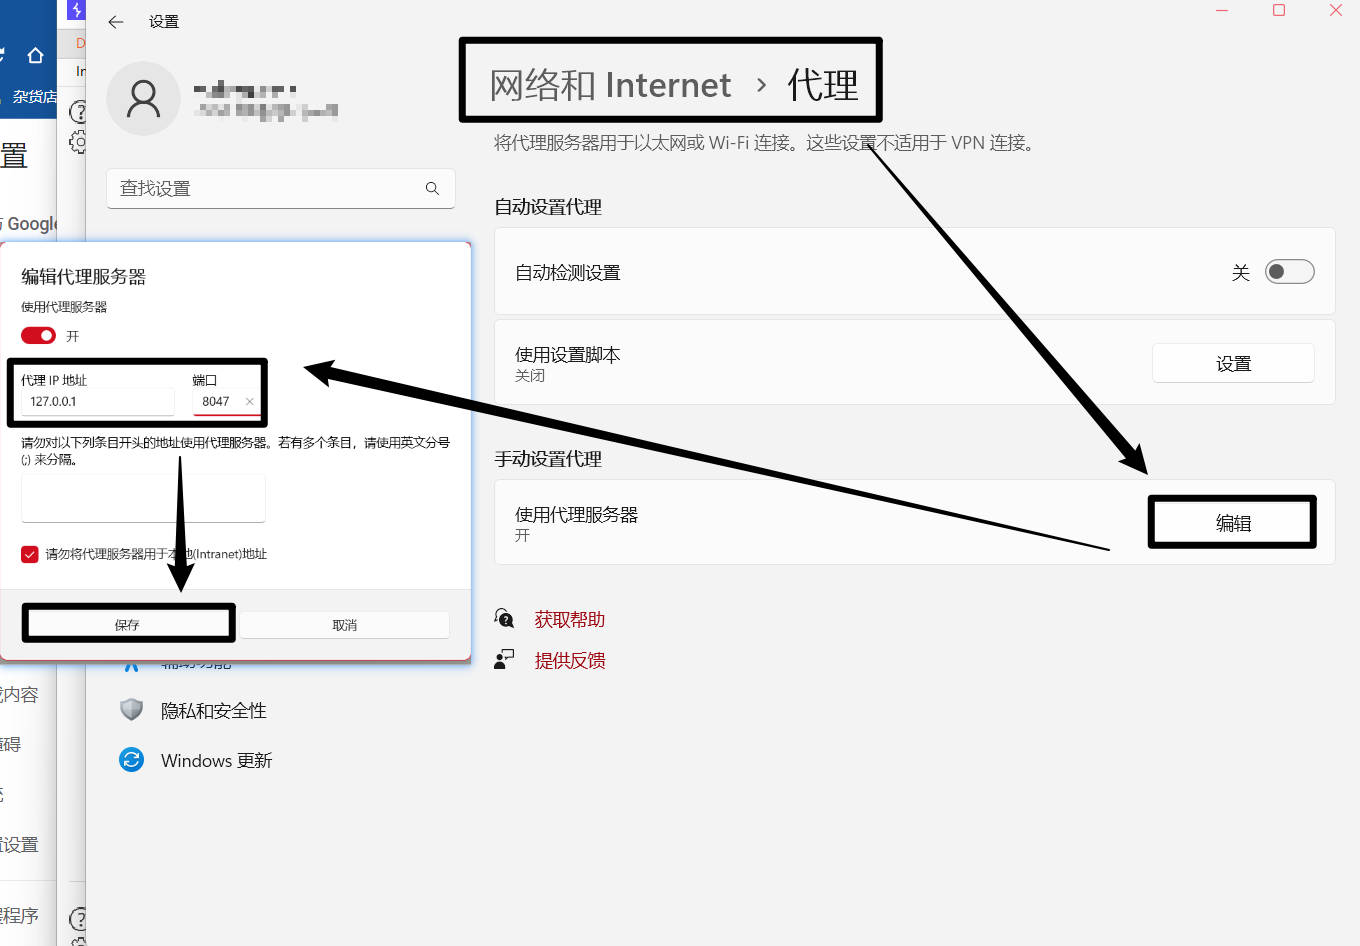 设置
网络和 Internet › 代理
将代理服务器用于以太网或 Wi-Fi 连接。这些设置不适用于 VPN 连接。
查找设置
自动设置代理
自动检测设置
关
使用设置脚本
关闭
设置
手动设置代理
使用代理服务器
开
编辑
获取帮助
提供反馈
编辑代理服务器
使用代理服务器
开
代理 IP 地址
端口
127.0.0.1
8047
请勿对以下列条目开头的地址使用代理服务器。若有多个条目，请使用英文分号
(;) 来分隔。
请勿将代理服务器用于本地(Intranet)地址
保存
取消
辅助功能
隐私和安全性
Windows 更新
杂货店
置
Google
In
D
内容
碍
设置
程序